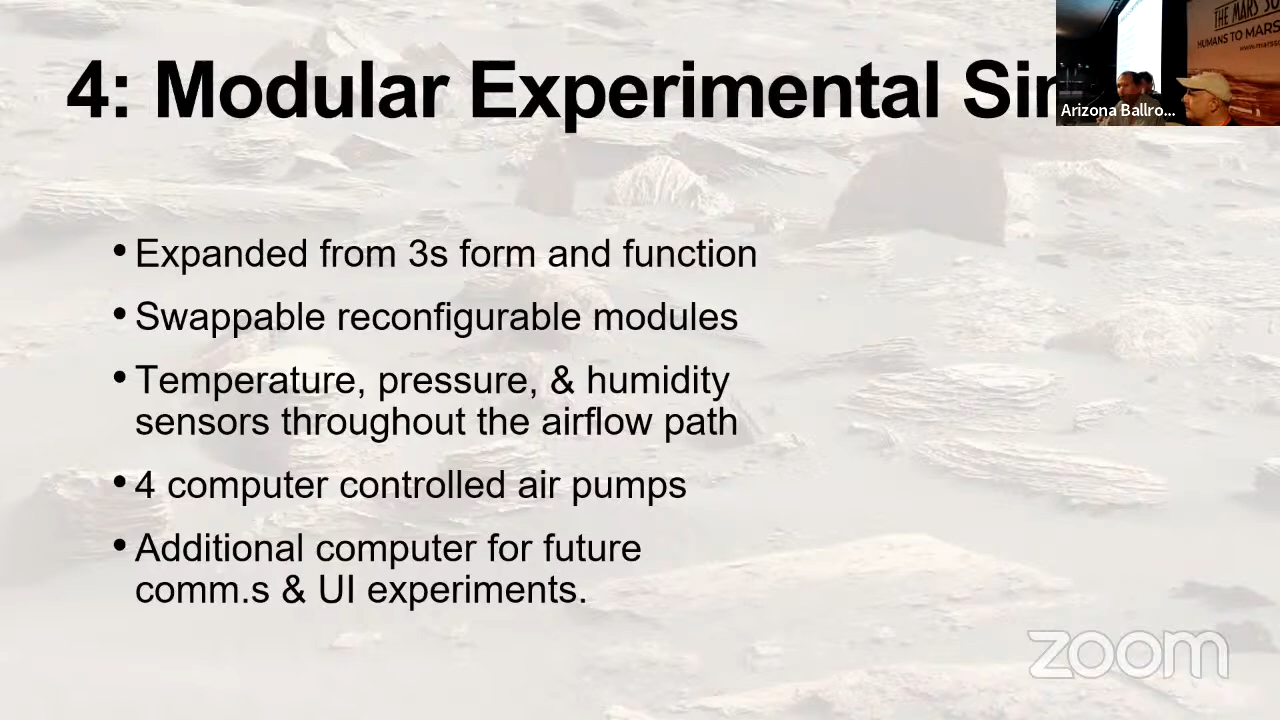 4: Modular Experimental
• Expanded from 3s form and function
• Swappable reconfigurable modules
• Temperature, pressure, & humidity
sensors throughout the airflow path
• 4 computer controlled air pumps
• Additional computer for future
comm.s & UI experiments.
THE MARS
HUMANS TO MARS
Arizona Ballro...
zoom